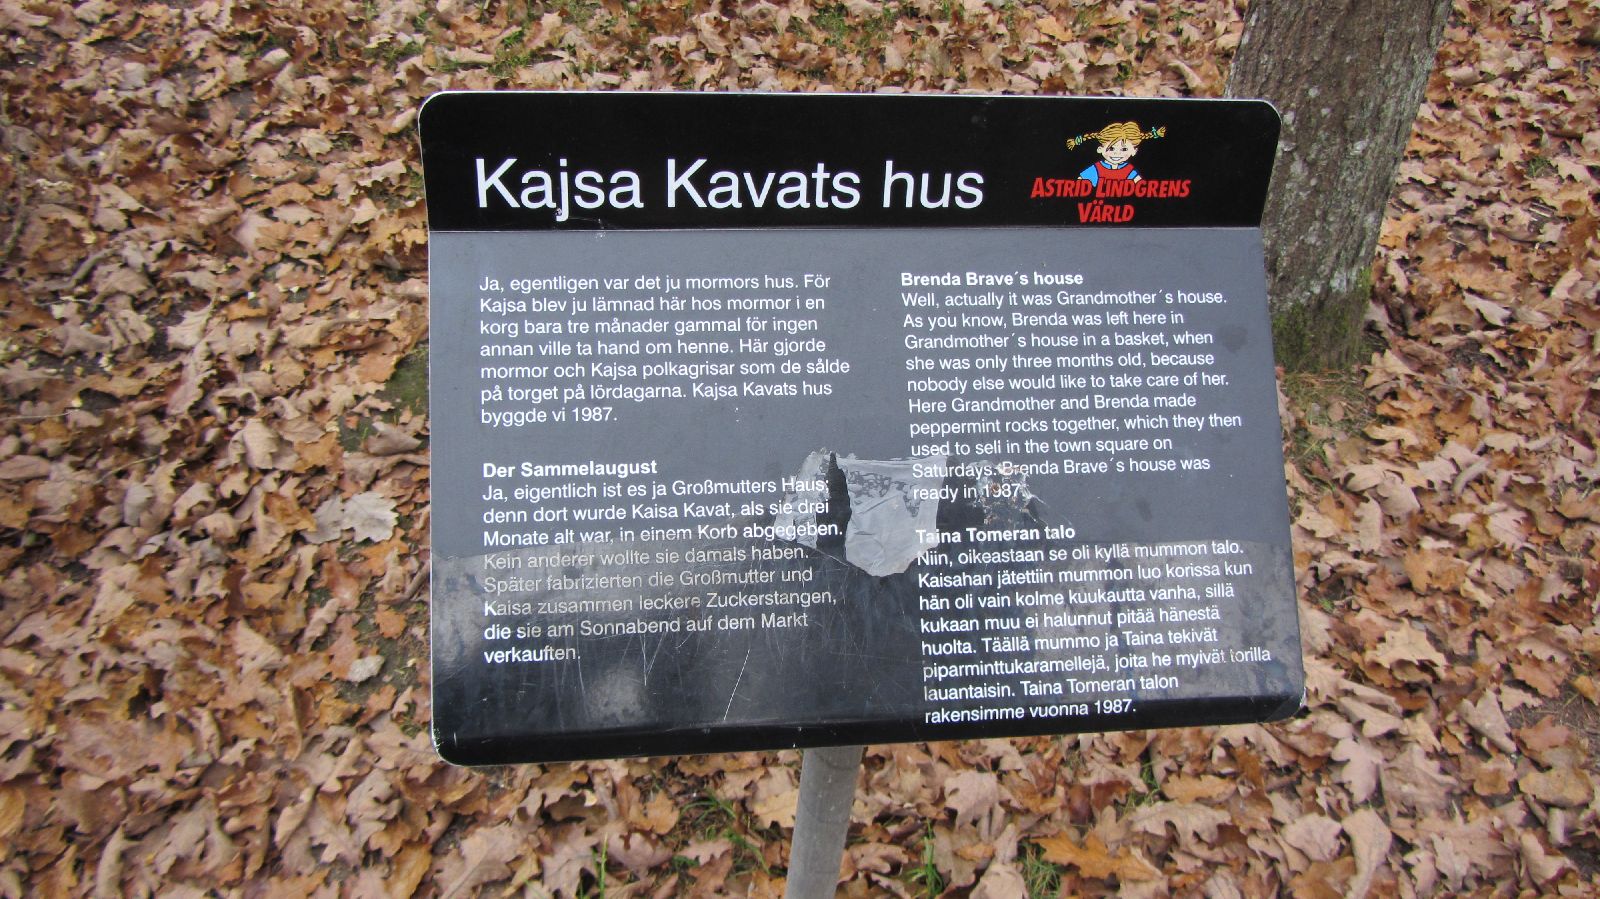 Kajsa Kavats hus
ASTRID LINDGRENS
VÄRLD
Ja, egentligen var det ju mormors hus. För
Kajsa blev ju lämnad här hos mormor i en
korg bara tre månader gammal för ingen
annan ville ta hand om henne. Här gjorde
mormor och Kajsa polkagrisar som de sålde
på torget på lördagarna. Kajsa Kavats hus
byggde vi 1987.
Der Sammelaugust
Ja, eigentlich ist es ja Großmutters Haus;
denn dort wurde Kaisa Kavat, als sie drei
Monate alt war, in einem Korb abgegeben.
Kein anderer wollte sie damals haben.
Später fabrizierten die Großmutter und
Kaisa zusammen leckere Zuckerstangen,
die sie am Sonnabend auf dem Markt
verkauften.
Brenda Brave´s house
Well, actually it was Grandmother´s house.
As you know, Brenda was left here in
Grandmother´s house in a basket, when
she was only three months old, because
nobody else would like to take care of her.
Here Grandmother and Brenda made
peppermint rocks together, which they then
used to sell in the town square on
Saturdays. Brenda Brave´s house was
ready in 1987.
Taina Tomeran talo
Niin, oikeastaan se oli kyllä mummon talo.
Kaisahan jätettiin mummon luo korissa kun
hän oli vain kolme kuukautta vanha, sillä
kukaan muu ei halunnut pitää hänestä
huolta. Täällä mummo ja Taina tekivät
piparminttukaramellejä, joita he myivät torilla
lauantaisin. Taina Tomeran talon
rakensimme vuonna 1987.